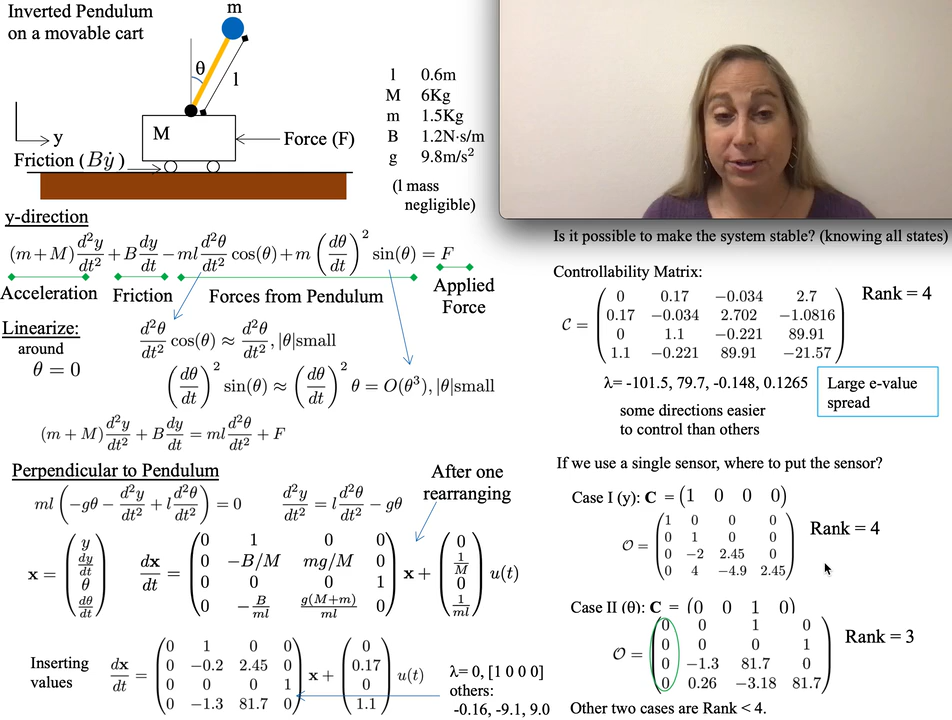 Inverted Pendulum
on a movable cart
m
θ
l
M
Force (F)
y
Friction (Bẏ)
l 0.6m
M 6Kg
m 1.5Kg
B 1.2N·s/m
g 9.8m/s²
(l mass
negligible)
y-direction
(m + M) d²y/dt² + B dy/dt − ml d²θ/dt² cos(θ) + m (dθ/dt)² sin(θ) = F
Acceleration Friction Forces from Pendulum Applied
Force
Linearize:
around
θ = 0
d²θ/dt² cos(θ) ≈ d²θ/dt², |θ|small
(dθ/dt)² sin(θ) ≈ (dθ/dt)² θ = O(θ³), |θ|small
(m + M) d²y/dt² + B dy/dt = ml d²θ/dt² + F
Perpendicular to Pendulum
After one
rearranging
ml (−gθ − d²y/dt² + l d²θ/dt²) = 0 d²y/dt² = l d²θ/dt² − gθ
x = (y dy/dt θ dθ/dt)
dx/dt =
0 1 0 0
0 −B/M mg/M 0
0 0 0 1
0 −B/ml g(M+m)/ml 0
x +
0
1/M
0
1/ml
u(t)
Inserting
values
dx/dt =
0 1 0 0
0 −0.2 2.45 0
0 0 0 1
0 −1.3 81.7 0
x +
0
0.17
0
1.1
u(t)
λ= 0, [1 0 0 0]
others:
-0.16, -9.1, 9.0
Is it possible to make the system stable? (knowing all states)
Controllability Matrix:
C =
0 0.17 −0.034 2.7
0.17 −0.034 2.702 −1.0816
0 1.1 −0.221 89.91
1.1 −0.221 89.91 −21.57
Rank = 4
λ= -101.5, 79.7, -0.148, 0.1265
Large e-value
spread
some directions easier
to control than others
If we use a single sensor, where to put the sensor?
Case I (y): C = (1 0 0 0)
O =
1 0 0 0
0 1 0 0
0 −2 2.45 0
0 4 −4.9 2.45
Rank = 4
Case II (θ): C = (0 0 1 0)
O =
0 0 1 0
0 0 0 1
0 −1.3 81.7 0
0 0.26 −3.18 81.7
Rank = 3
Other two cases are Rank < 4.